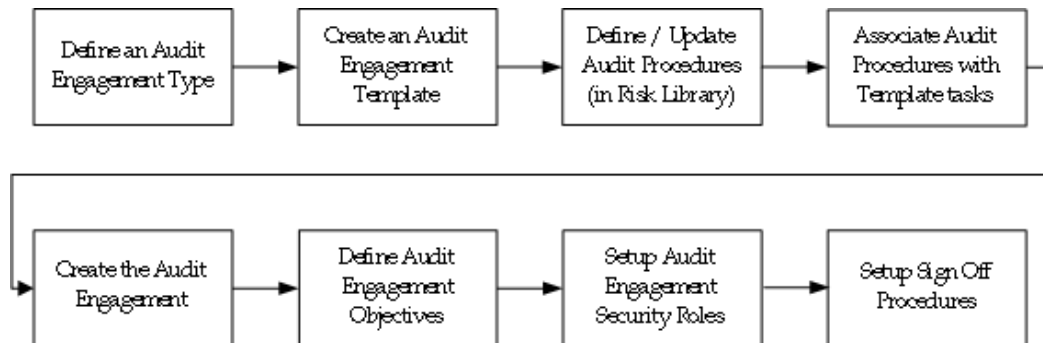 Define an Audit
Engagement Type
Create an Audit
Engagement
Template
Define / Update
Audit Procedures
(in Risk Library)
Associate Audit
Procedures with
Template tasks
Create the Audit
Engagement
Define Audit
Engagement
Objectives
Setup Audit
Engagement
Security Roles
Setup Sign Off
Procedures